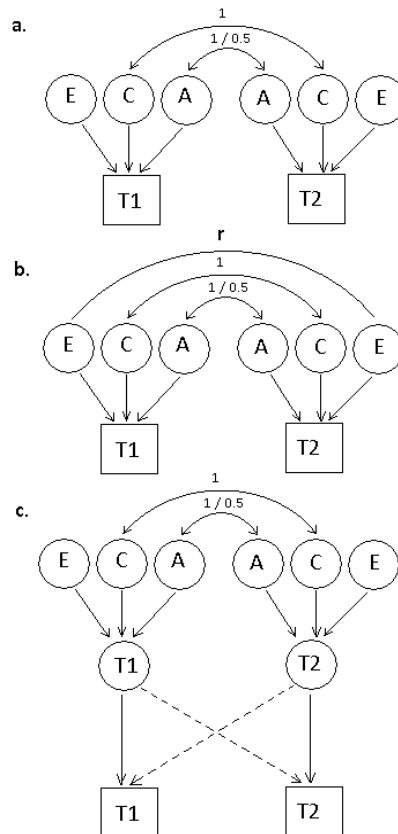 a.
1
1 / 0.5
E C A A C E
T1 T2
r
b.
1
1 / 0.5
E C A A C E
T1 T2
1
c.
1 / 0.5
E C A A C E
T1 T2
T1 T2